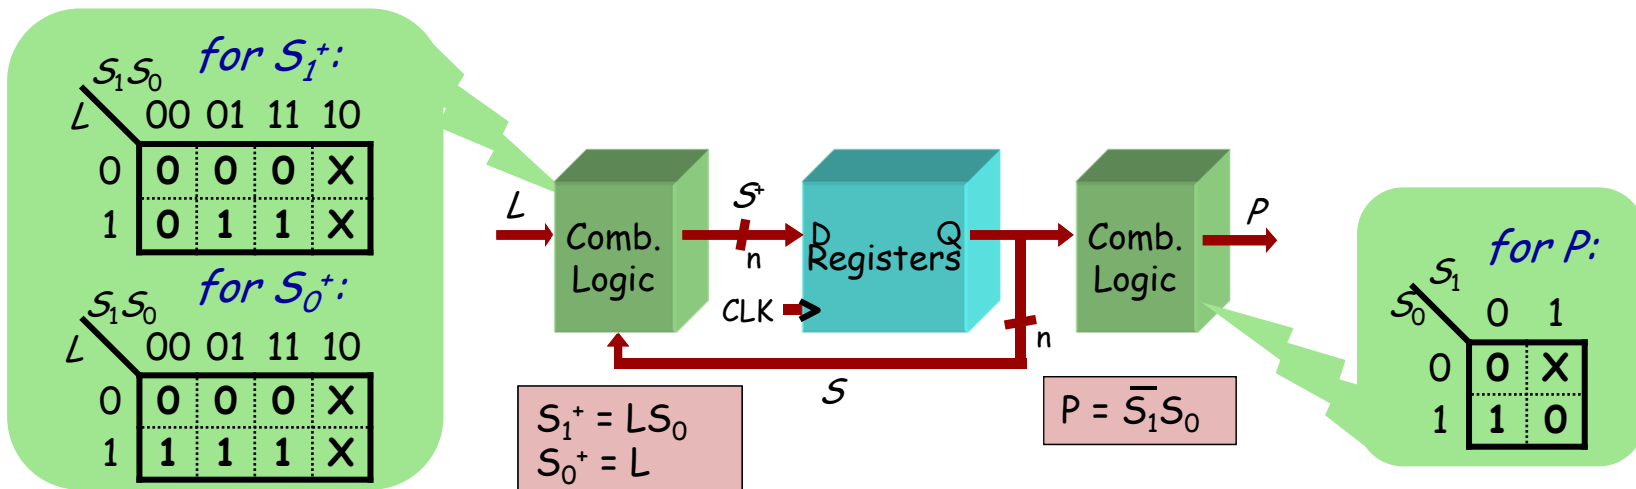 for S₁⁺:
S₁S₀
L 00 01 11 10
0 0 0 0 X
1 0 1 1 X
for S₀⁺:
S₁S₀
L 00 01 11 10
0 0 0 0 X
1 1 1 1 X
L
Comb.
Logic
S⁺
n
D Q
Registers
CLK
n
S
Comb.
Logic
P
S₁⁺ = LS₀
S₀⁺ = L
P = S̅₁S₀
for P:
S₁
S₀ 0 1
0 0 X
1 1 0